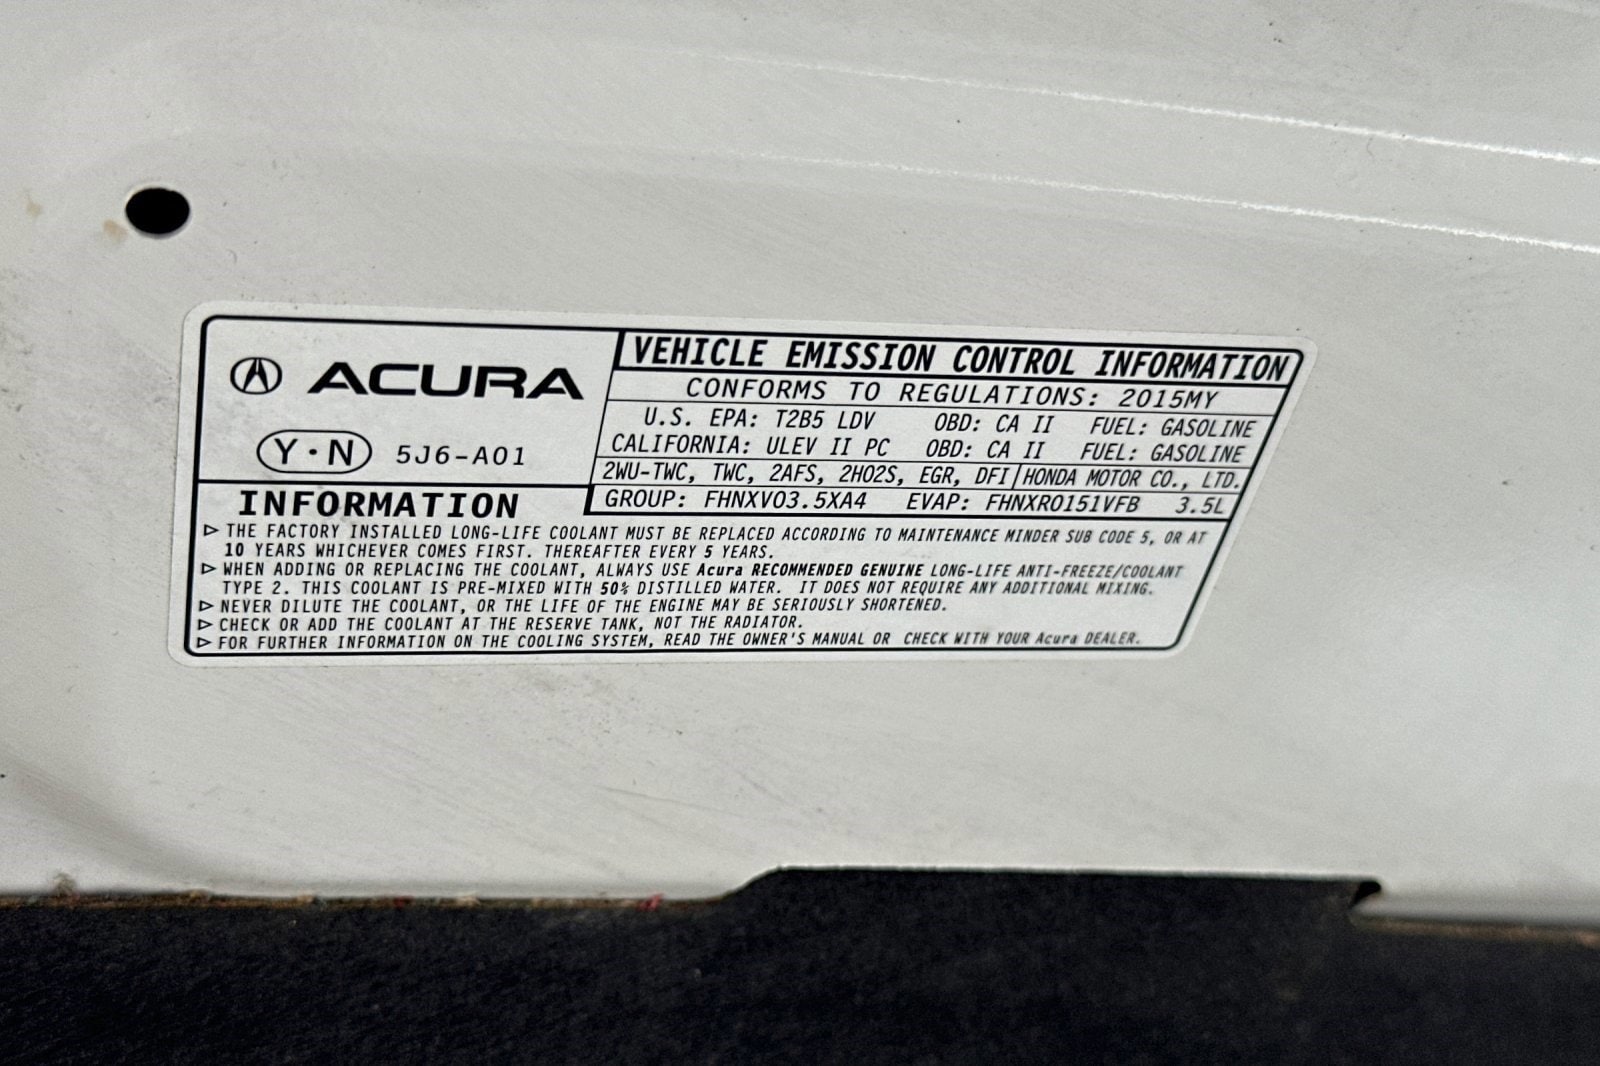 ACURA
Y·N 5J6-A01
VEHICLE EMISSION CONTROL INFORMATION
CONFORMS TO REGULATIONS: 2015MY
U.S. EPA: T2B5 LDV OBD: CA II FUEL: GASOLINE
CALIFORNIA: ULEV II PC OBD: CA II FUEL: GASOLINE
2WU-TWC, TWC, 2AFS, 2HO2S, EGR, DFI HONDA MOTOR CO., LTD.
GROUP: FHNXV03.5XA4 EVAP: FHNXR0151VFB 3.5L
INFORMATION
▷ THE FACTORY INSTALLED LONG-LIFE COOLANT MUST BE REPLACED ACCORDING TO MAINTENANCE MINDER SUB CODE 5, OR AT
10 YEARS WHICHEVER COMES FIRST. THEREAFTER EVERY 5 YEARS.
▷ WHEN ADDING OR REPLACING THE COOLANT, ALWAYS USE Acura RECOMMENDED GENUINE LONG-LIFE ANTI-FREEZE/COOLANT
TYPE 2. THIS COOLANT IS PRE-MIXED WITH 50% DISTILLED WATER. IT DOES NOT REQUIRE ANY ADDITIONAL MIXING.
▷ NEVER DILUTE THE COOLANT, OR THE LIFE OF THE ENGINE MAY BE SERIOUSLY SHORTENED.
▷ CHECK OR ADD THE COOLANT AT THE RESERVE TANK, NOT THE RADIATOR.
▷ FOR FURTHER INFORMATION ON THE COOLING SYSTEM, READ THE OWNER'S MANUAL OR CHECK WITH YOUR Acura DEALER.